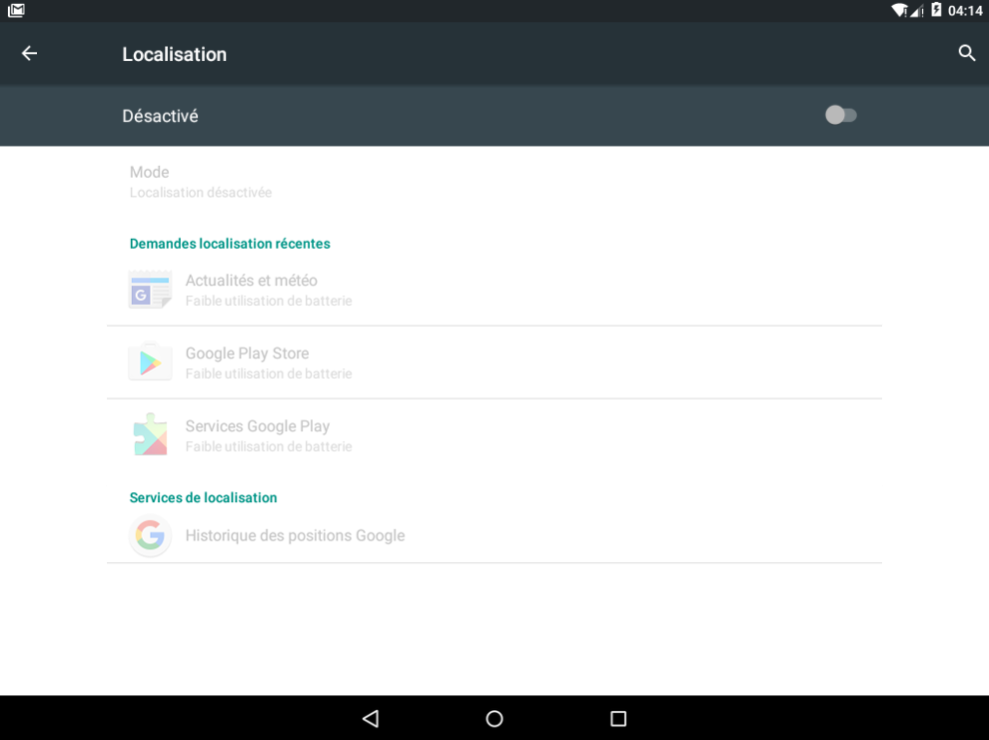 04:14
Localisation
Désactivé
Mode
Localisation désactivée
Demandes localisation récentes
Actualités et météo
Faible utilisation de batterie
Google Play Store
Faible utilisation de batterie
Services Google Play
Faible utilisation de batterie
Services de localisation
Historique des positions Google